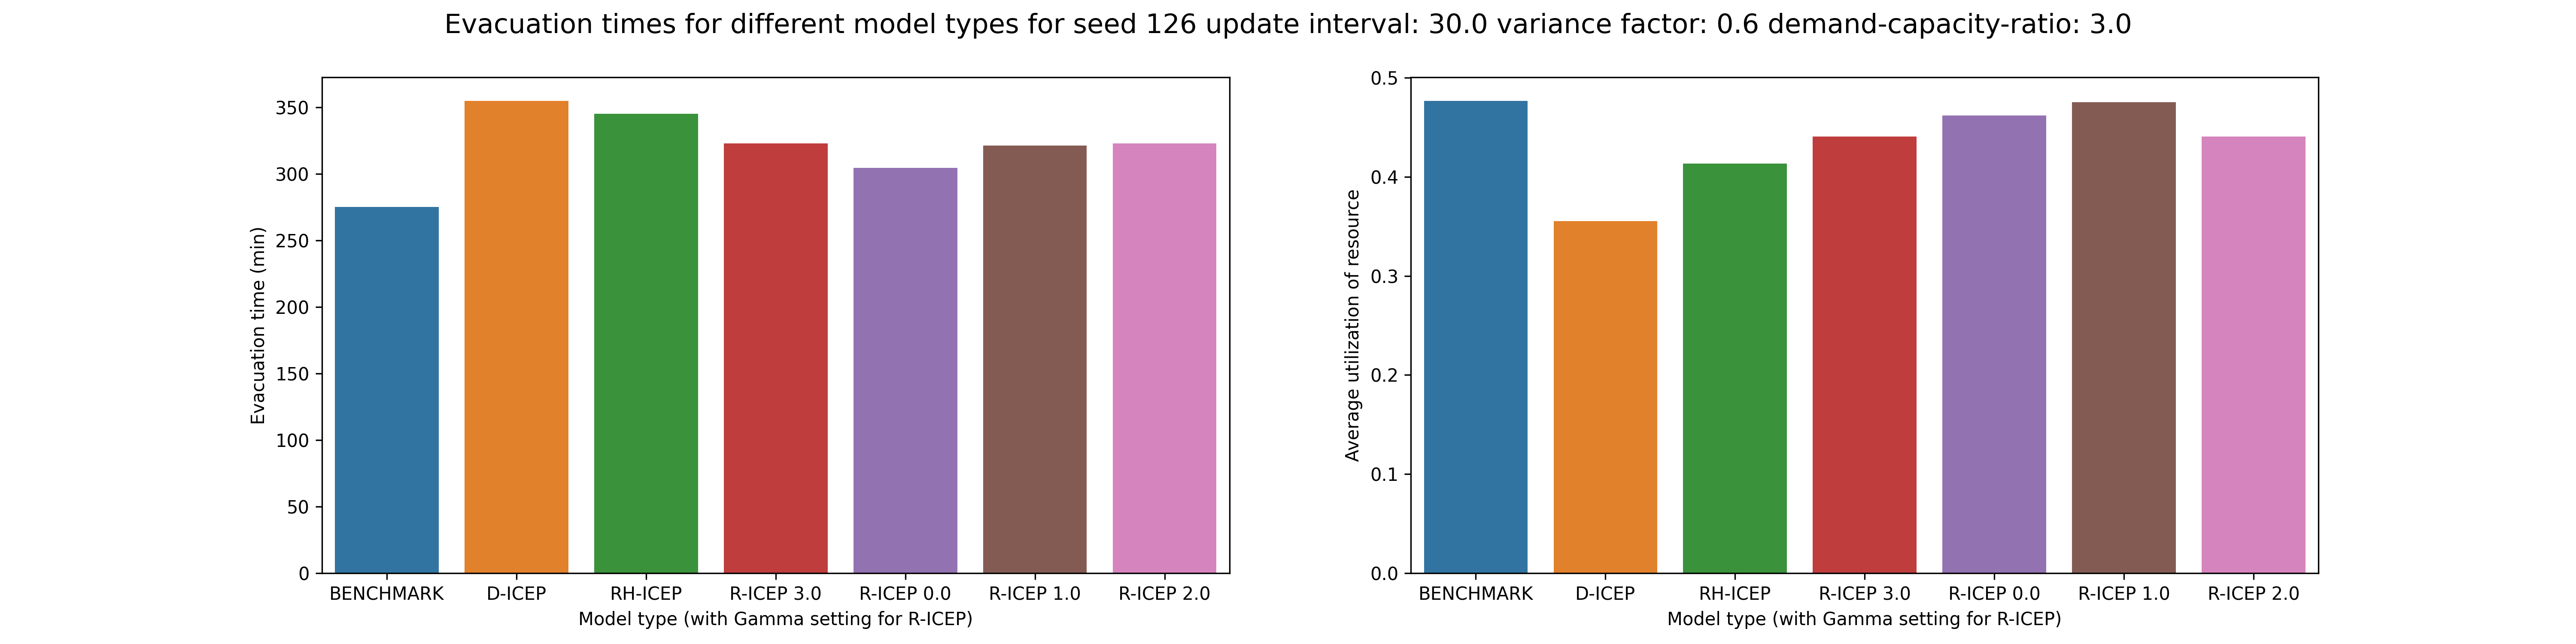 Evacuation times for different model types for seed 126 update interval: 30.0 variance factor: 0.6 demand-capacity-ratio: 3.0
Evacuation time (min)
350
300
250
200
150
100
50
0
BENCHMARK D-ICEP RH-ICEP R-ICEP 3.0 R-ICEP 0.0 R-ICEP 1.0 R-ICEP 2.0
Model type (with Gamma setting for R-ICEP)
Average utilization of resource
0.5
0.4
0.3
0.2
0.1
0.0
BENCHMARK D-ICEP RH-ICEP R-ICEP 3.0 R-ICEP 0.0 R-ICEP 1.0 R-ICEP 2.0
Model type (with Gamma setting for R-ICEP)